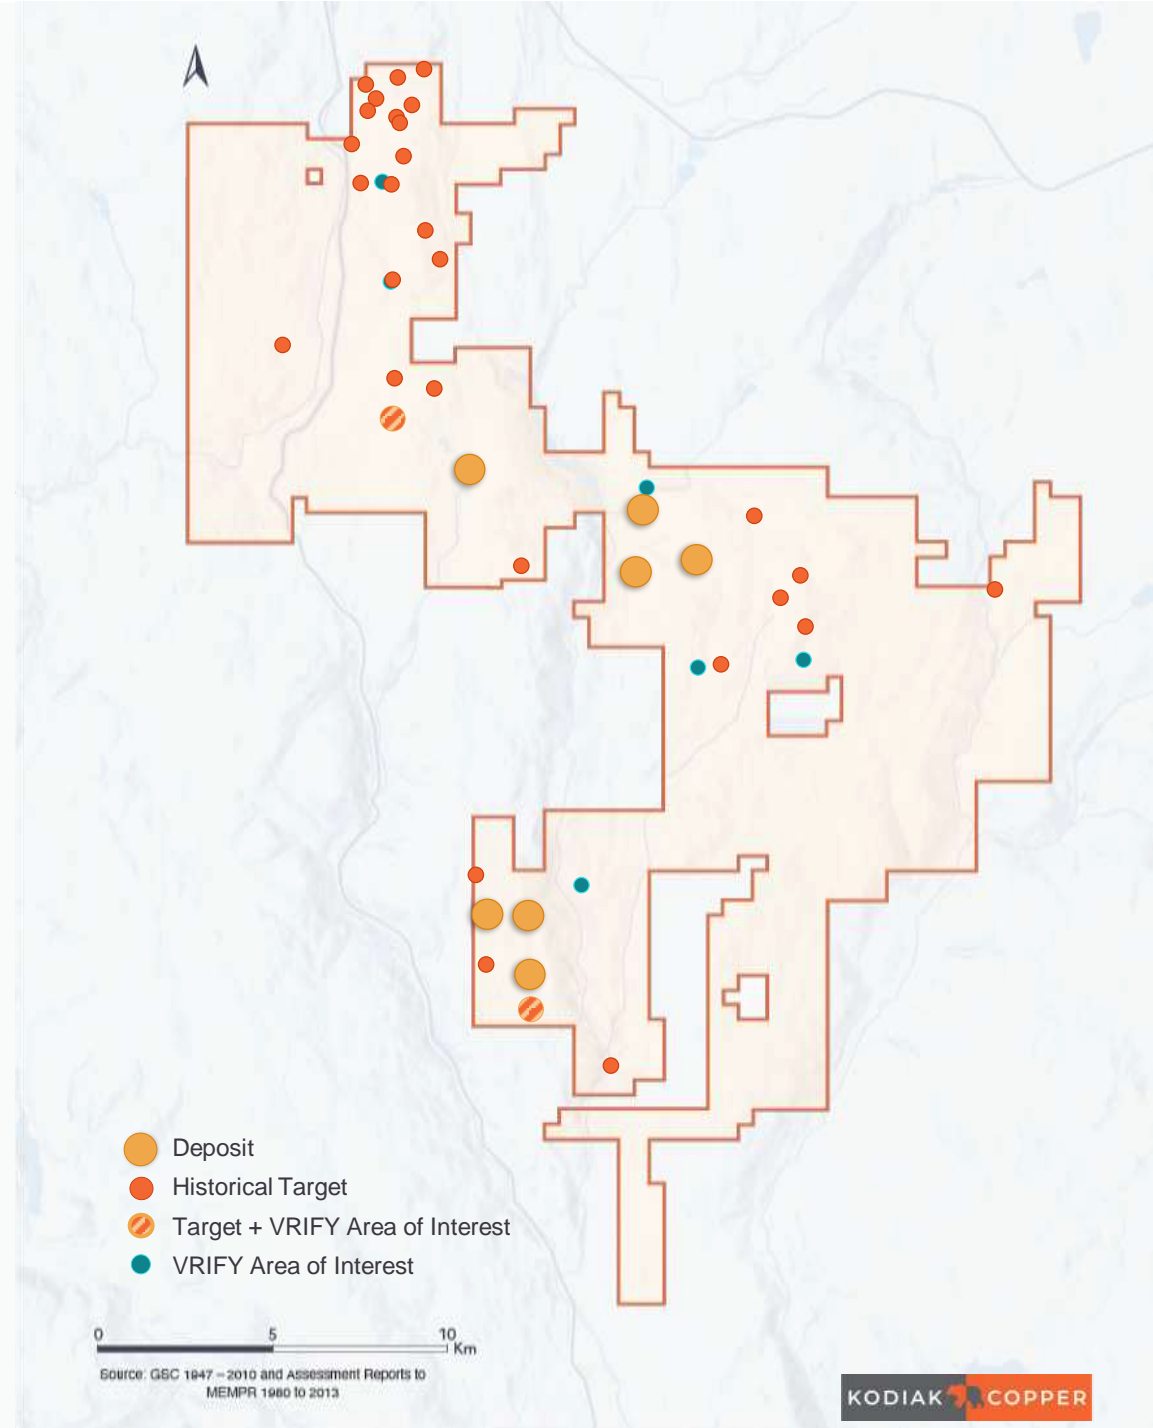 Deposit
Historical Target
Target + VRIFY Area of Interest
VRIFY Area of Interest
0 5 10
Km
Source: GSC 1947 – 2010 and Assessment Reports to
MEMPR 1980 to 2013
KODIAK COPPER